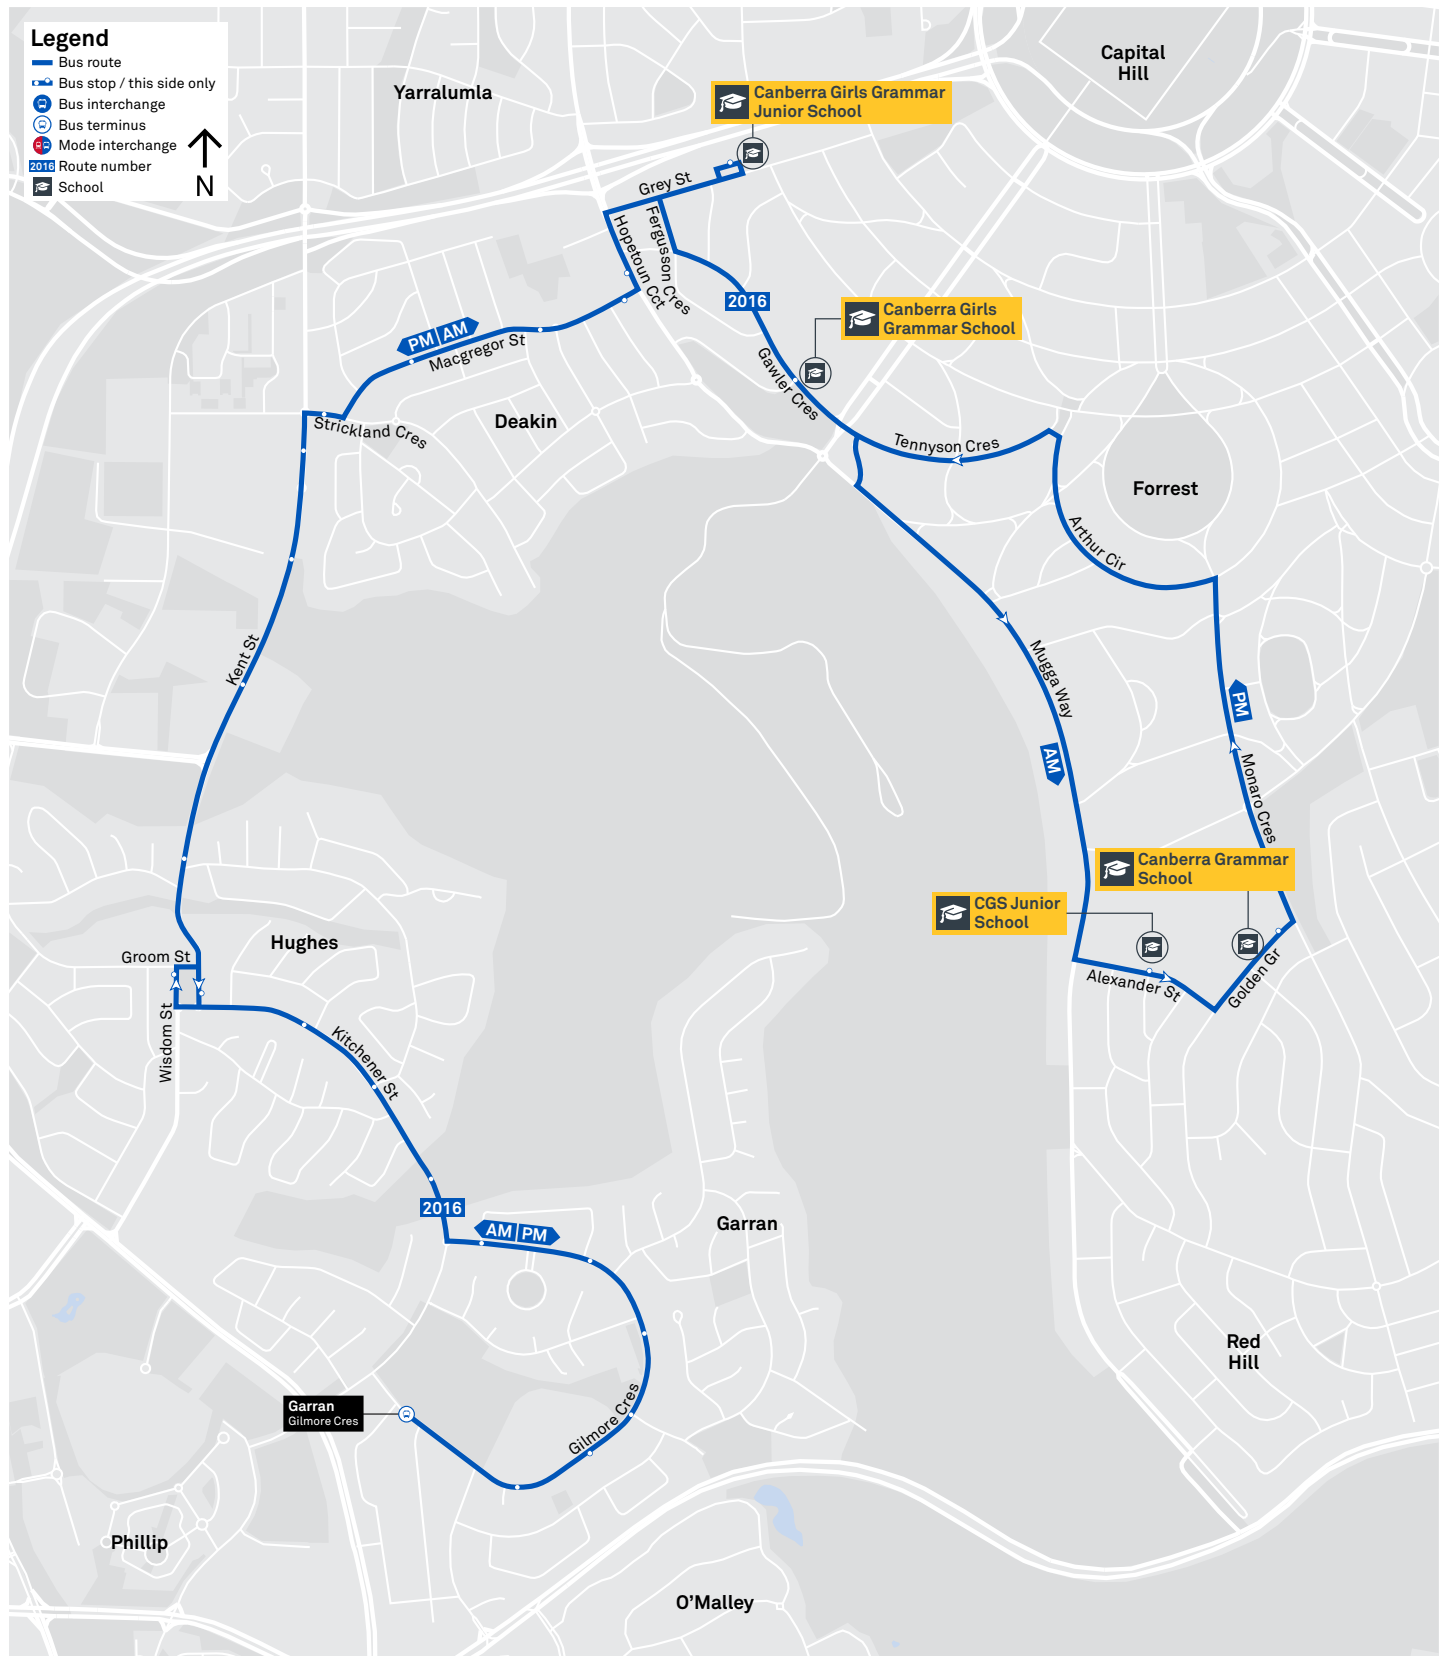 Legend
Bus route
Bus stop / this side only
Bus interchange
Bus terminus
Mode interchange
2016 Route number
School
N
Capital
Hill
Yarralumla
Canberra Girls Grammar
Junior School
Grey St
Fergusson Cres
Hopetoun Cct
2016
Canberra Girls
Grammar School
PM AM
Macgregor St
Gawler Cres
Strickland Cres
Deakin
Tennyson Cres
Forrest
Arthur Cir
Kent St
Mugga Way
PM
AM
Monaro Cres
Canberra Grammar
School
CGS Junior
School
Hughes
Groom St
Alexander St
Golden Gr
Wisdom St
Kitchener St
2016
AM PM
Garran
Red
Hill
Garran
Gilmore Cres
Gilmore Cres
Phillip
O'Malley